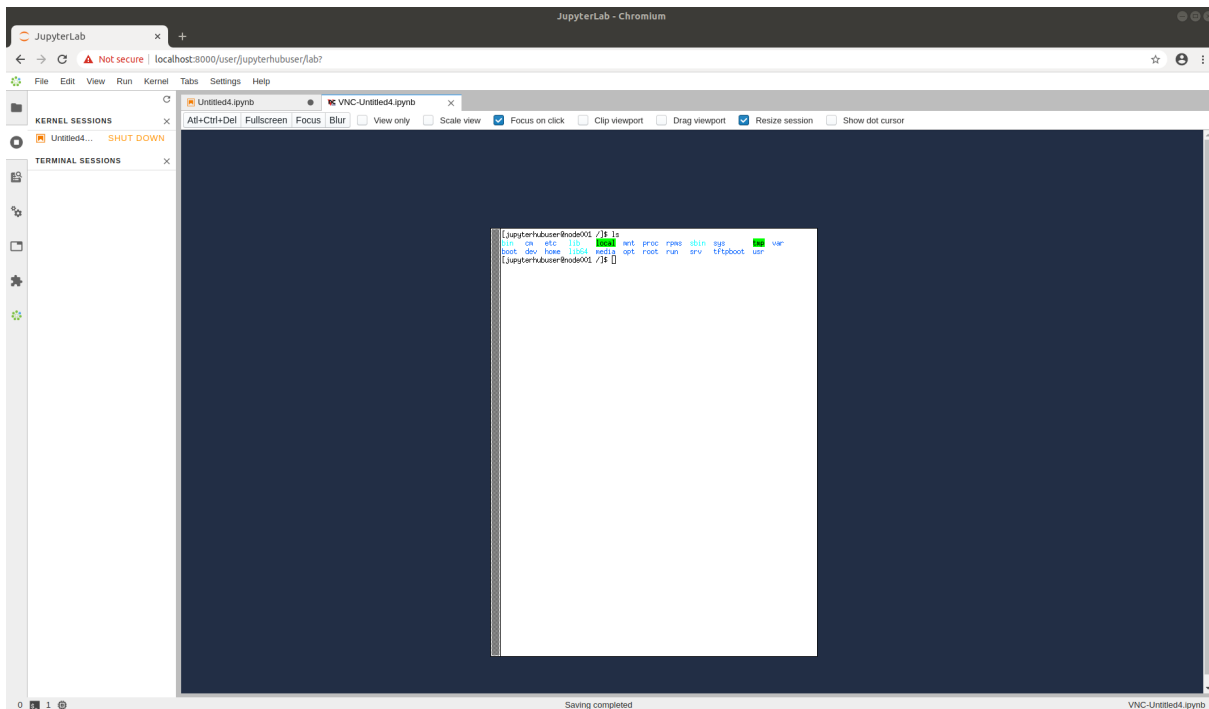 JupyterLab - Chromium
JupyterLab
Not secure | localhost:8000/user/jupyterhubuser/lab?
File Edit View Run Kernel Tabs Settings Help
Untitled4.ipynb VNC-Untitled4.ipynb
KERNEL SESSIONS
Untitled4... SHUT DOWN
TERMINAL SESSIONS
Atl+Ctrl+Del Fullscreen Focus Blur View only Scale view Focus on click Clip viewport Drag viewport Resize session Show dot cursor
[jupyterhubuser@node001 /]$ ls
bin cm etc lib local mnt proc rpms sbin sys tmp var
boot dev home lib64 media opt root run srv tftpboot usr
[jupyterhubuser@node001 /]$
0 1 Saving completed VNC-Untitled4.ipynb